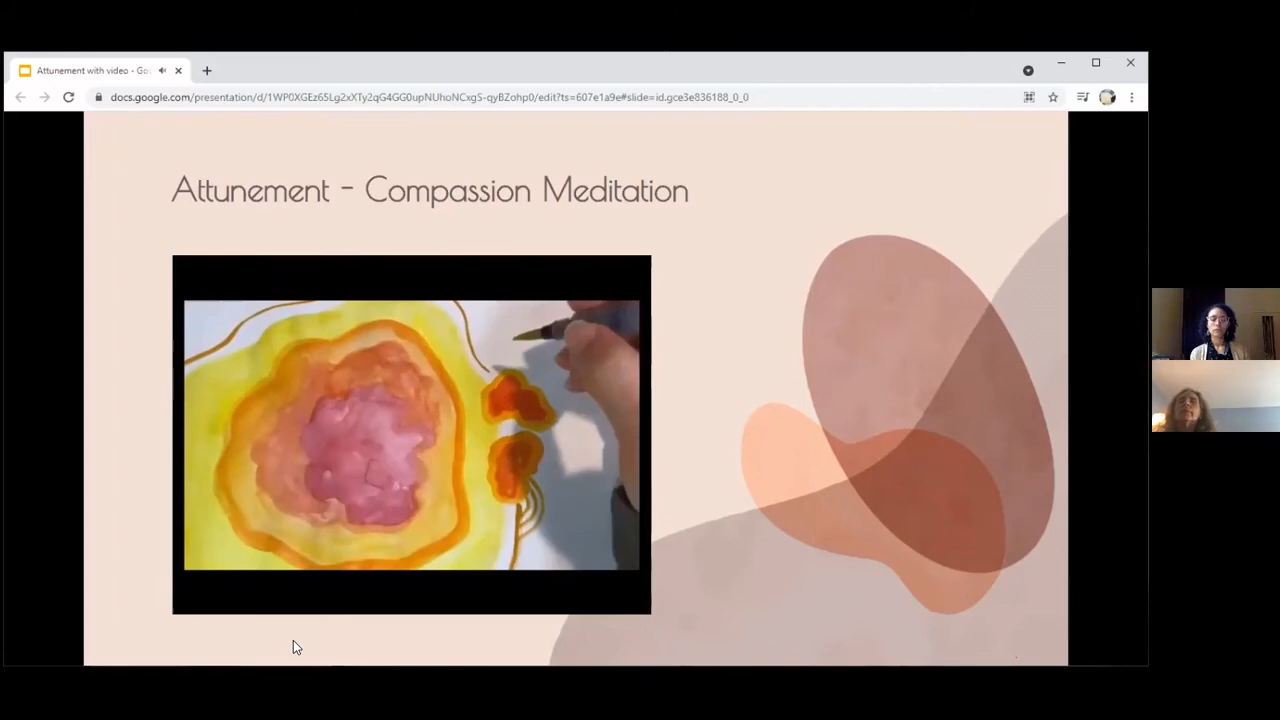 Attunement with video - Go
docs.google.com/presentation/d/1WP0XGEz65Lg2xXTy2qG4GG0upNUhoNCxgS-qyBZohp0/edit?ts=607e1a9e#slide=id.gce3e836188_0_0
Attunement - Compassion Meditation